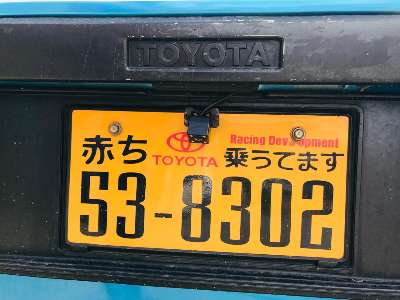 TOYOTA
Racing Development
赤ち TOYOTA 乗うてます
53-8302